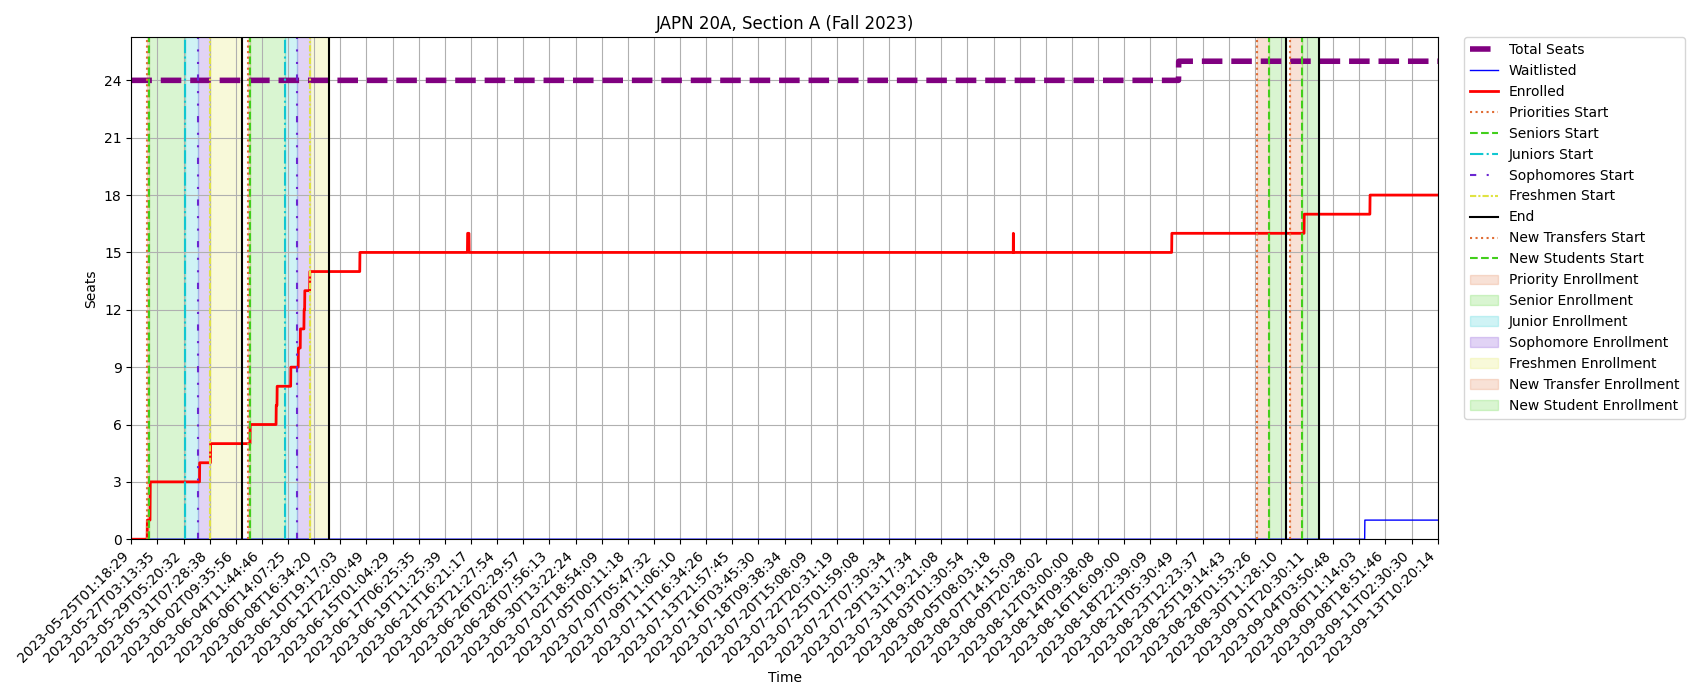 JAPN 20A, Section A (Fall 2023)
Seats
24
21
18
15
12
9
6
3
0
2023-05-25T01:18:29
2023-05-27T03:13:35
2023-05-29T05:20:32
2023-05-31T07:28:38
2023-06-02T09:35:56
2023-06-04T11:44:46
2023-06-06T14:07:23
2023-06-08T16:34:20
2023-06-10T19:17:03
2023-06-12T22:00:49
2023-06-15T01:04:29
2023-06-17T06:25:35
2023-06-19T11:25:39
2023-06-21T16:21:17
2023-06-23T21:27:54
2023-06-26T02:29:57
2023-06-28T07:56:13
2023-06-30T13:22:24
2023-07-02T18:54:09
2023-07-05T00:11:18
2023-07-07T05:47:32
2023-07-09T11:06:10
2023-07-11T16:34:26
2023-07-13T21:57:45
2023-07-16T03:45:30
2023-07-18T09:38:34
2023-07-20T15:08:09
2023-07-22T20:31:19
2023-07-25T01:59:08
2023-07-27T07:30:34
2023-07-29T13:17:34
2023-07-31T19:21:08
2023-08-03T01:30:54
2023-08-05T08:03:18
2023-08-07T14:15:09
2023-08-09T20:28:02
2023-08-12T03:00:00
2023-08-14T09:38:08
2023-08-16T16:09:00
2023-08-18T22:39:09
2023-08-21T05:30:49
2023-08-23T12:23:37
2023-08-25T19:14:43
2023-08-28T01:53:26
2023-08-30T11:28:10
2023-09-01T20:30:11
2023-09-04T03:50:48
2023-09-06T11:14:03
2023-09-08T18:51:46
2023-09-11T02:30:30
2023-09-13T10:20:14
Time
Total Seats
Waitlisted
Enrolled
Priorities Start
Seniors Start
Juniors Start
Sophomores Start
Freshmen Start
End
New Transfers Start
New Students Start
Priority Enrollment
Senior Enrollment
Junior Enrollment
Sophomore Enrollment
Freshmen Enrollment
New Transfer Enrollment
New Student Enrollment